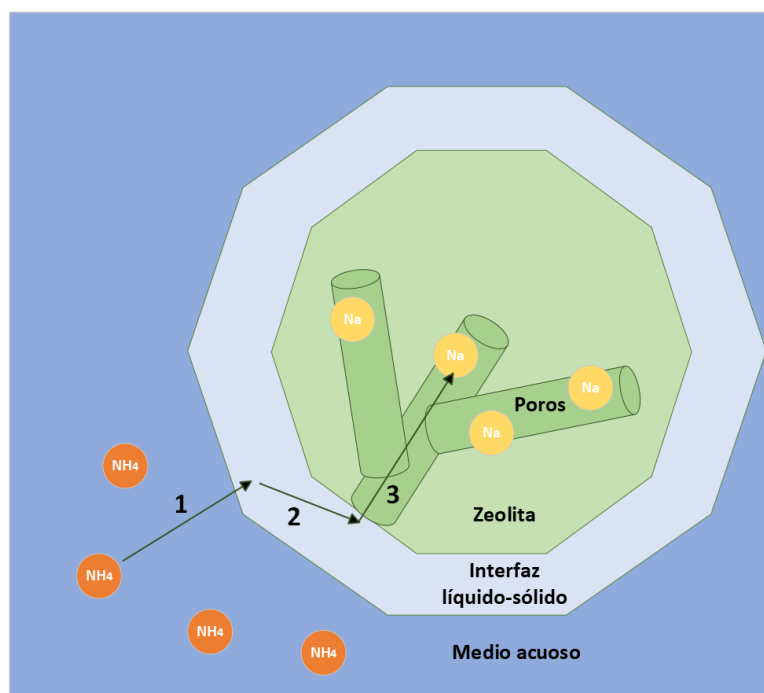 Na
Na
Na
Poros
Na
NH₄
1
3
2
Zeolita
NH₄
Interfaz
líquido-sólido
NH₄
NH₄
Medio acuoso